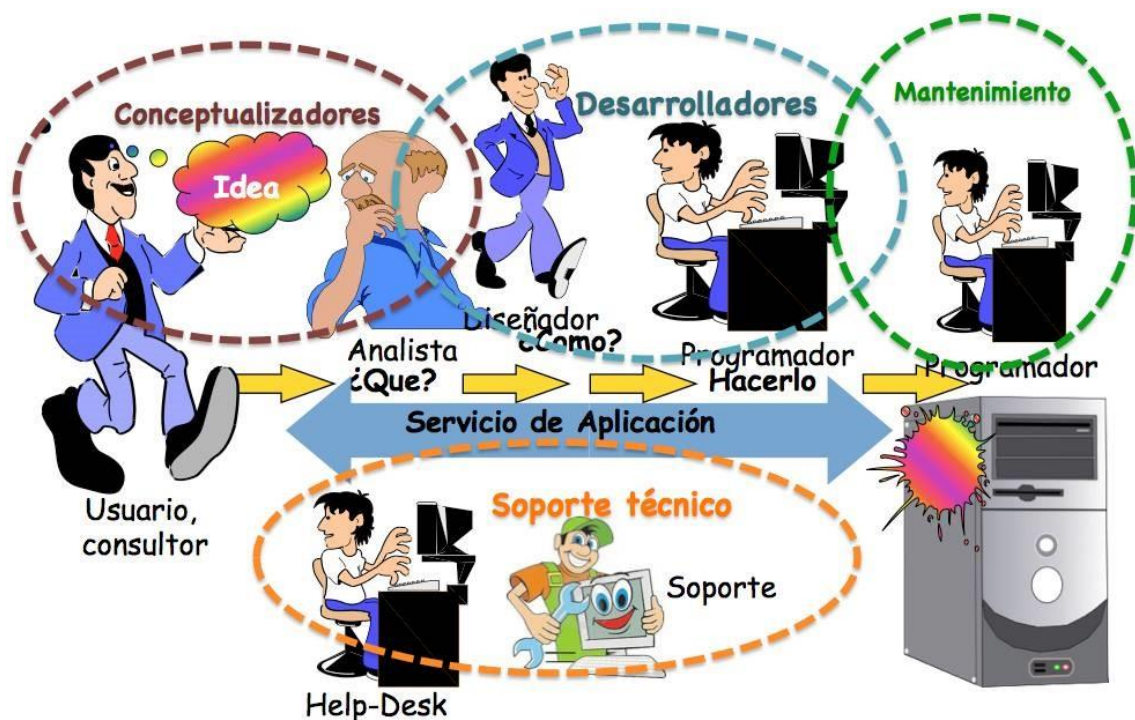 Conceptualizadores
Idea
Desarrolladores
Mantenimiento
Diseñador
¿Como?
Analista
¿Que?
Programador
Hacerlo
Programador
Servicio de Aplicación
Usuario,
consultor
Soporte técnico
Soporte
Help-Desk